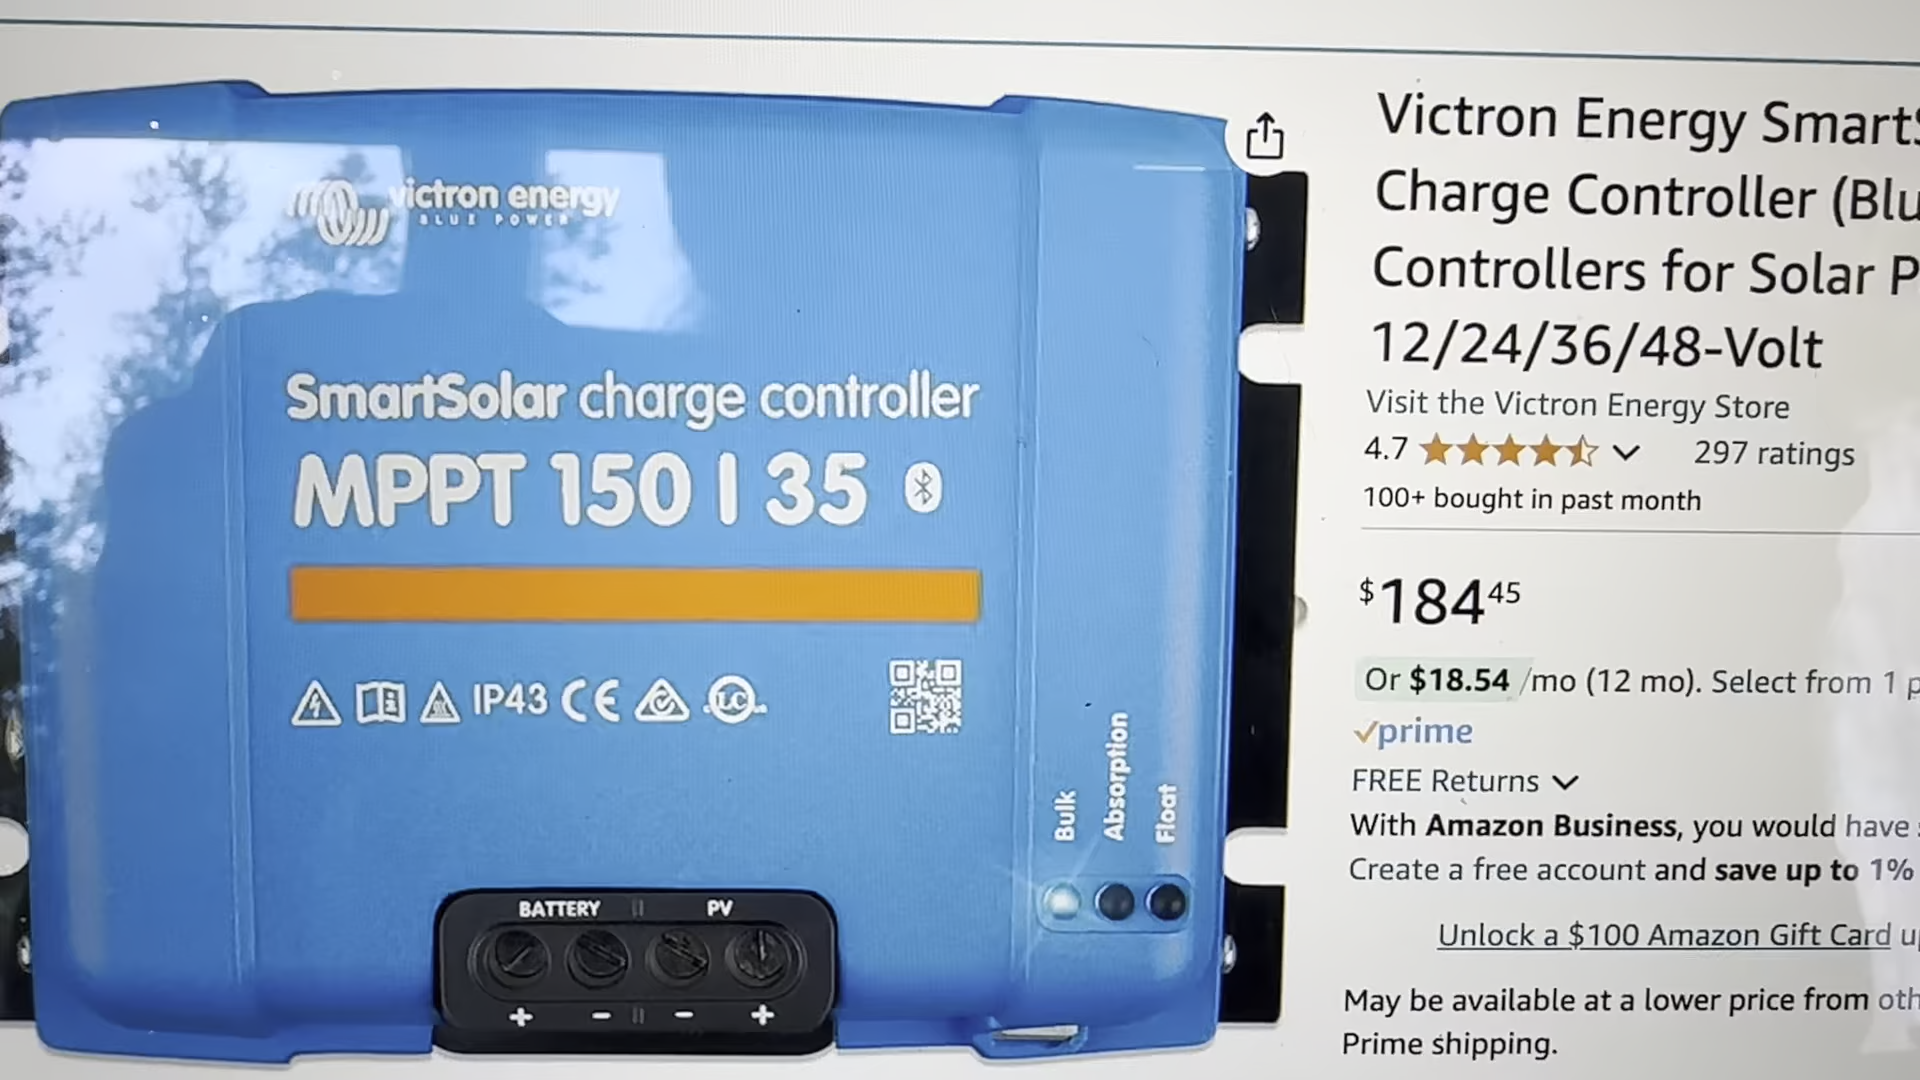 victron energy
BLUE POWER
SmartSolar charge controller
MPPT 150 | 35
IP43 CE
Bulk
Absorption
Float
BATTERY || PV
+ − || − +
Victron Energy Smart
Charge Controller (Blu
Controllers for Solar P
12/24/36/48-Volt
Visit the Victron Energy Store
4.7 297 ratings
100+ bought in past month
$184 45
Or $18.54 /mo (12 mo). Select from 1 p
prime
FREE Returns
With Amazon Business, you would have
Create a free account and save up to 1%
Unlock a $100 Amazon Gift Card u
May be available at a lower price from oth
Prime shipping.